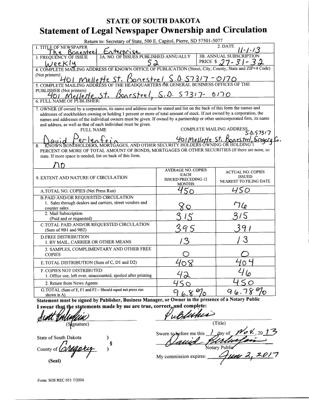 STATE OF SOUTH DAKOTA
Statement of Legal Newspaper Ownership and Circulation
Return to: Secretary of State, 500 E. Capitol, Pierre, SD 57501-5077
1. TITLE OF NEWSPAPER
The Bonesteel Enterprise
2. DATE
11-1-13
3. FREQUENCY OF ISSUE
Weekly
3A. NO. OF ISSUES PUBLISHED ANNUALLY
52
3B. ANNUAL SUBSCRIPTION
PRICE $ 27-31-32
4. COMPLETE MAILING ADDRESS OF KNOWN OFFICE OF PUBLICATION (Street, City, County, State and ZIP+4 Code)
(Not printers)
401 Mellette St. Bonesteel S.D. 57317-0170
5. COMPLETE MAILING ADDRESS OF THE HEADQUARTERS OR GENERAL BUSINESS OFFICES OF THE
PUBLISHER (Not printers)
401 Mellette St. Bonesteel, S.D. 57317-0170
6. FULL NAME OF PUBLISHER:
7. OWNER (If owned by a corporation, its name and address must be stated and list on the back of this form the names and
addresses of stockholders owning or holding 1 percent or more of total amount of stock. If not owned by a corporation, the
names and addresses of the individual owners must be given. If owned by a partnership or other unincorporated firm, its name
and address, as well as that of each individual must be given.
FULL NAME
COMPLETE MAILING ADDRESS
57317
David
401 Mellette St. Bonesteel,
8. KNOWN BONDHOLDERS, MORTGAGES, AND OTHER SECURITY HOLDERS OWNING OR HOLDING 1
PERCENT OR MORE OF TOTAL AMOUNT OF BONDS, MORTGAGES OR OTHER SECURITIES (If there are none, so
state. If more space is needed, list on back of this form.
no
9. EXTENT AND NATURE OF CIRCULATION
AVERAGE NO. COPIES
EACH
ISSUED PRECEDING 12
MONTHS
ACTUAL NO. COPIES
ISSUED
NEAREST TO FILING DATE
A. TOTAL NO. COPIES (Net Press Run)
450
450
B. PAID AND/OR REQUESTED CIRCULATION
1. Sales through dealers and carriers, street vendors and
counter sales
80
76
2. Mail Subscription
(Paid and or requested)
315
315
C. TOTAL PAID AND/OR REQUESTED CIRCULATION
(Sum of 9B1 and 9B2)
395
391
D. FREE DISTRIBUTION
1. BY MAIL, CARRIER OR OTHER MEANS
13
13
2. SAMPLES, COMPLIMENTARY AND OTHER FREE
COPIES
0
0
E. TOTAL DISTRIBUTION (Sum of C, D1 and D2)
408
404
F. COPIES NOT DISTRIBUTED
1. Office use, left over, unaccounted, spoiled after printing
42
46
2. Return from News Agents
450
450
G. TOTAL (Sum of E, F1 and F2 - Should equal net press run
shown in A)
96.8%
96.78%
Statement must be signed by Publisher, Business Manager, or Owner in the presence of a Notary Public
I swear that the statements made by me are true, correct, and complete:
Publisher
(Signature)
(Title)
State of South Dakota )
§
County of Gregory )
(Seal)
Sworn to before me this 1 day of Nov. 20 13
David
Notary Public
My commission expires: June 2, 2017
Form: SOS REC 051 7/2004